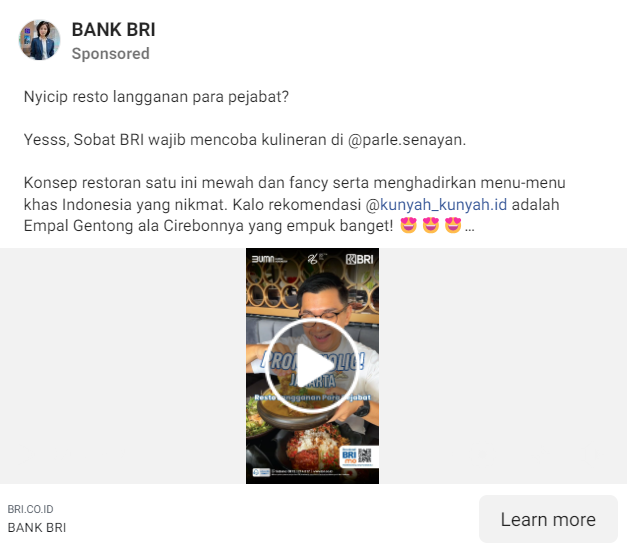 BANK BRI
Sponsored
Nyicip resto langganan para pejabat?
Yesss, Sobat BRI wajib mencoba kulineran di @parle.senayan.
Konsep restoran satu ini mewah dan fancy serta menghadirkan menu-menu
khas Indonesia yang nikmat. Kalo rekomendasi @kunyah_kunyah.id adalah
Empal Gentong ala Cirebonnya yang empuk banget! 😍 😍 😍...
BUMN
BRI
JAKARTA
Resto Langganan Para Pejabat
BRI
BRI.CO.ID
BANK BRI
Learn more